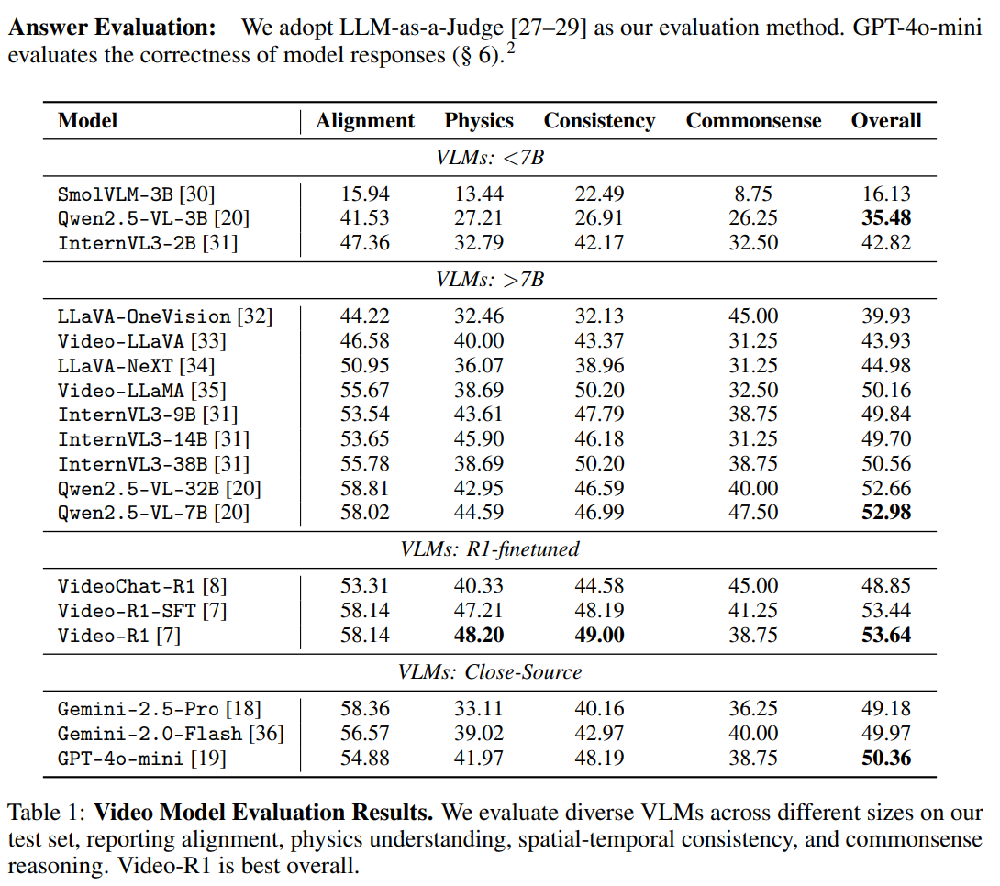 Answer Evaluation: We adopt LLM-as-a-Judge [27–29] as our evaluation method. GPT-4o-mini
evaluates the correctness of model responses (§ 6).2
Model Alignment Physics Consistency Commonsense Overall
VLMs: <7B
SmolVLM-3B [30] 15.94 13.44 22.49 8.75 16.13
Qwen2.5-VL-3B [20] 41.53 27.21 26.91 26.25 35.48
InternVL3-2B [31] 47.36 32.79 42.17 32.50 42.82
VLMs: >7B
LLaVA-OneVision [32] 44.22 32.46 32.13 45.00 39.93
Video-LLaVA [33] 46.58 40.00 43.37 31.25 43.93
LLaVA-NeXT [34] 50.95 36.07 38.96 31.25 44.98
Video-LLaMA [35] 55.67 38.69 50.20 32.50 50.16
InternVL3-9B [31] 53.54 43.61 47.79 38.75 49.84
InternVL3-14B [31] 53.65 45.90 46.18 31.25 49.70
InternVL3-38B [31] 55.78 38.69 50.20 38.75 50.56
Qwen2.5-VL-32B [20] 58.81 42.95 46.59 40.00 52.66
Qwen2.5-VL-7B [20] 58.02 44.59 46.99 47.50 52.98
VLMs: R1-finetuned
VideoChat-R1 [8] 53.31 40.33 44.58 45.00 48.85
Video-R1-SFT [7] 58.14 47.21 48.19 41.25 53.44
Video-R1 [7] 58.14 48.20 49.00 38.75 53.64
VLMs: Close-Source
Gemini-2.5-Pro [18] 58.36 33.11 40.16 36.25 49.18
Gemini-2.0-Flash [36] 56.57 39.02 42.97 40.00 49.97
GPT-4o-mini [19] 54.88 41.97 48.19 38.75 50.36
Table 1: Video Model Evaluation Results. We evaluate diverse VLMs across different sizes on our
test set, reporting alignment, physics understanding, spatial-temporal consistency, and commonsense
reasoning. Video-R1 is best overall.